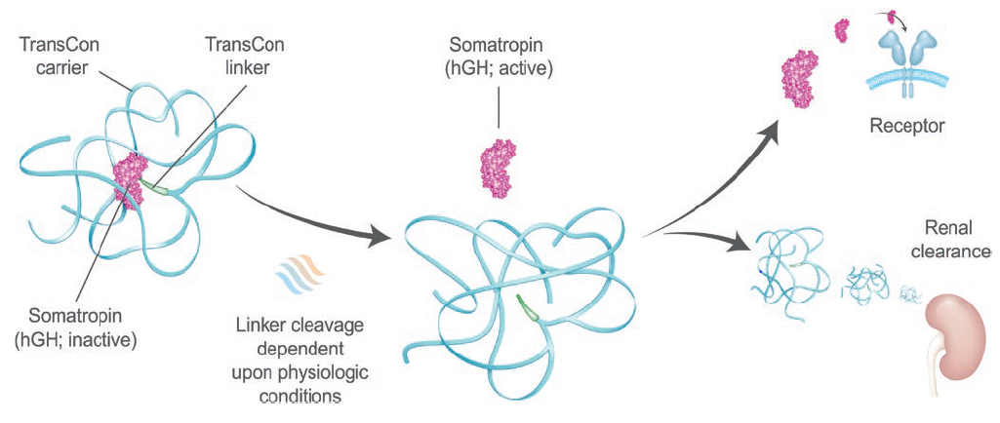 TransCon
carrier
TransCon
linker
Somatropin
(hGH; inactive)
Linker cleavage
dependent
upon physiologic
conditions
Somatropin
(hGH; active)
Receptor
Renal
clearance